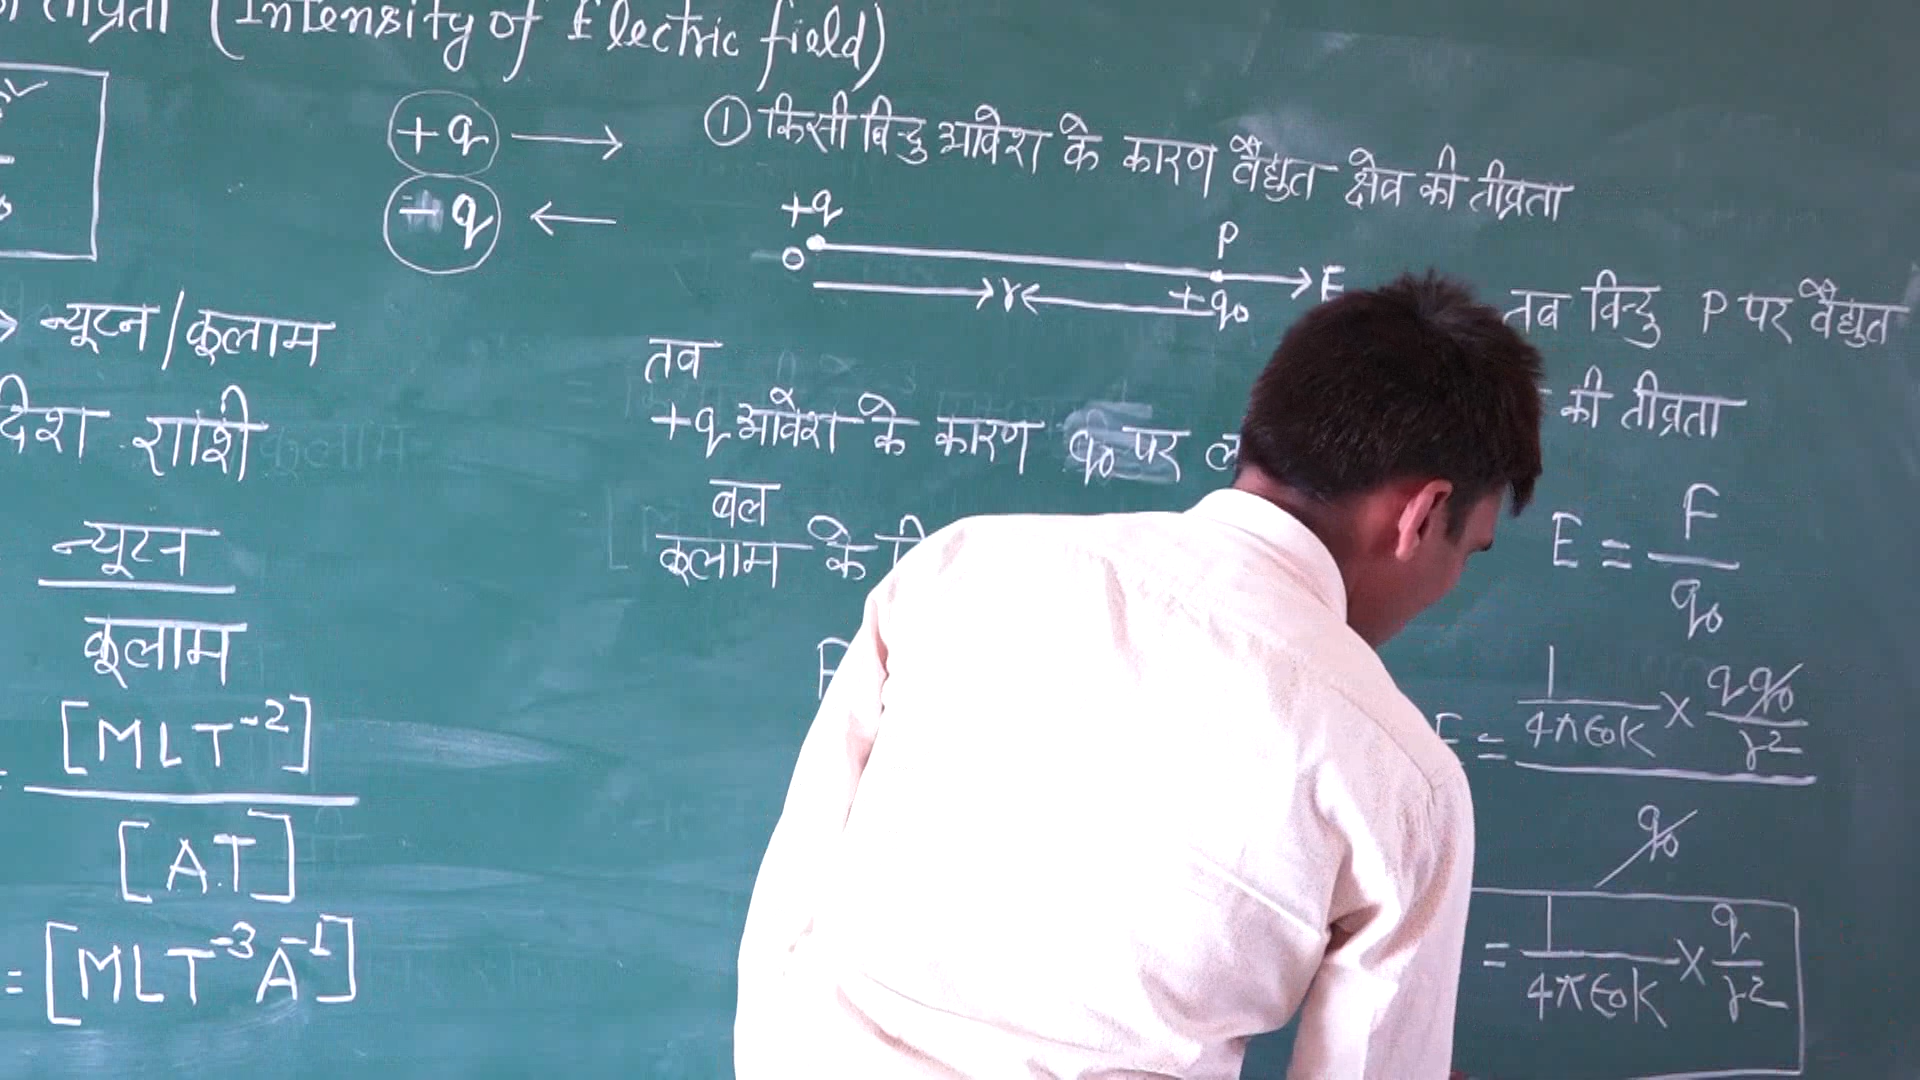 तीव्रता (Intensity of Electric field)
न्यूटन/कूलाम
राशी
न्यूटन
कूलाम
[MLT⁻²]
[AT]
= [MLT⁻³A⁻¹]
+q →
-q ←
① किसी बिन्दु आवेश के कारण वैद्युत क्षेत्र की तीव्रता
+q
P
O
r
+q₀
E
तब
+q आवेश के कारण q₀ पर
बल
कूलाम के
तब बिन्दु P पर वैद्युत
की तीव्रता
E = F
q₀
E = 1/4πϵ₀K × qq₀/r²
q₀
= 1/4πϵ₀K × q/r²